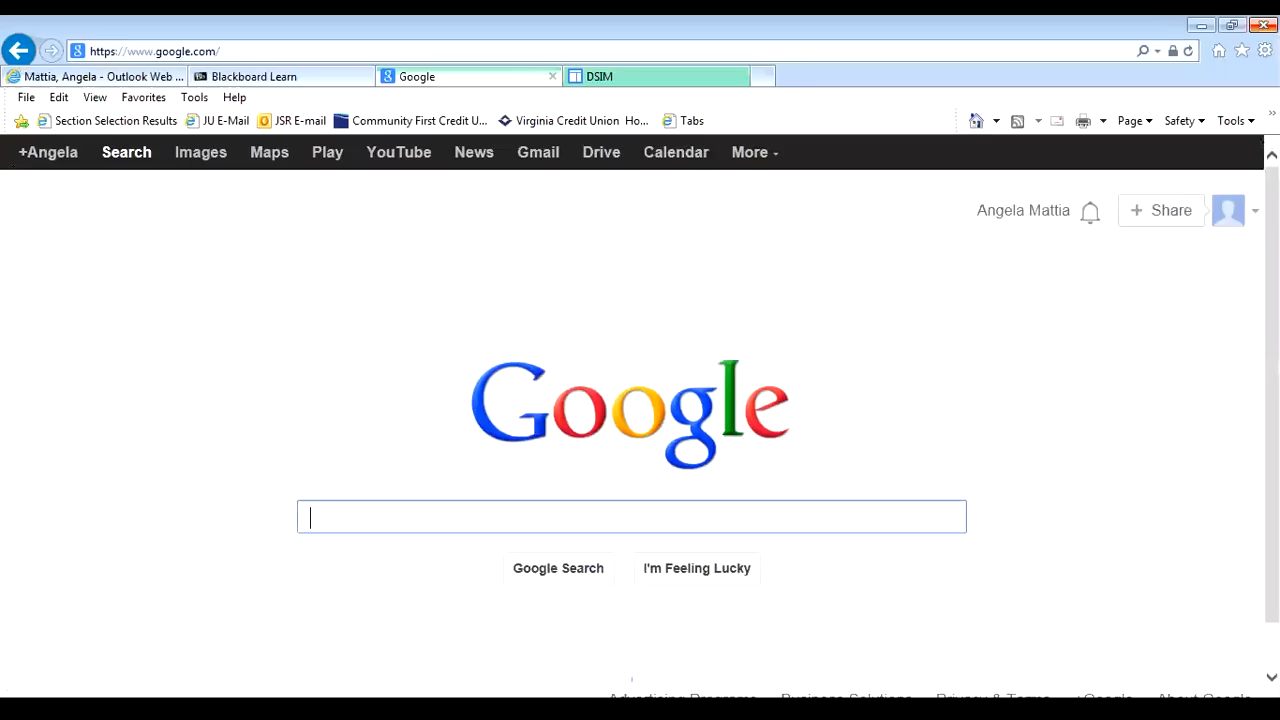 https://www.google.com/
Mattia, Angela - Outlook Web ... Blackboard Learn Google DSIM
File Edit View Favorites Tools Help
Section Selection Results JU E-Mail JSR E-mail Community First Credit U... Virginia Credit Union Ho... Tabs Page Safety Tools
+Angela Search Images Maps Play YouTube News Gmail Drive Calendar More
Angela Mattia + Share
Google
Google Search I'm Feeling Lucky
Advertising Programs Business Solutions Privacy & Terms +Google About Google